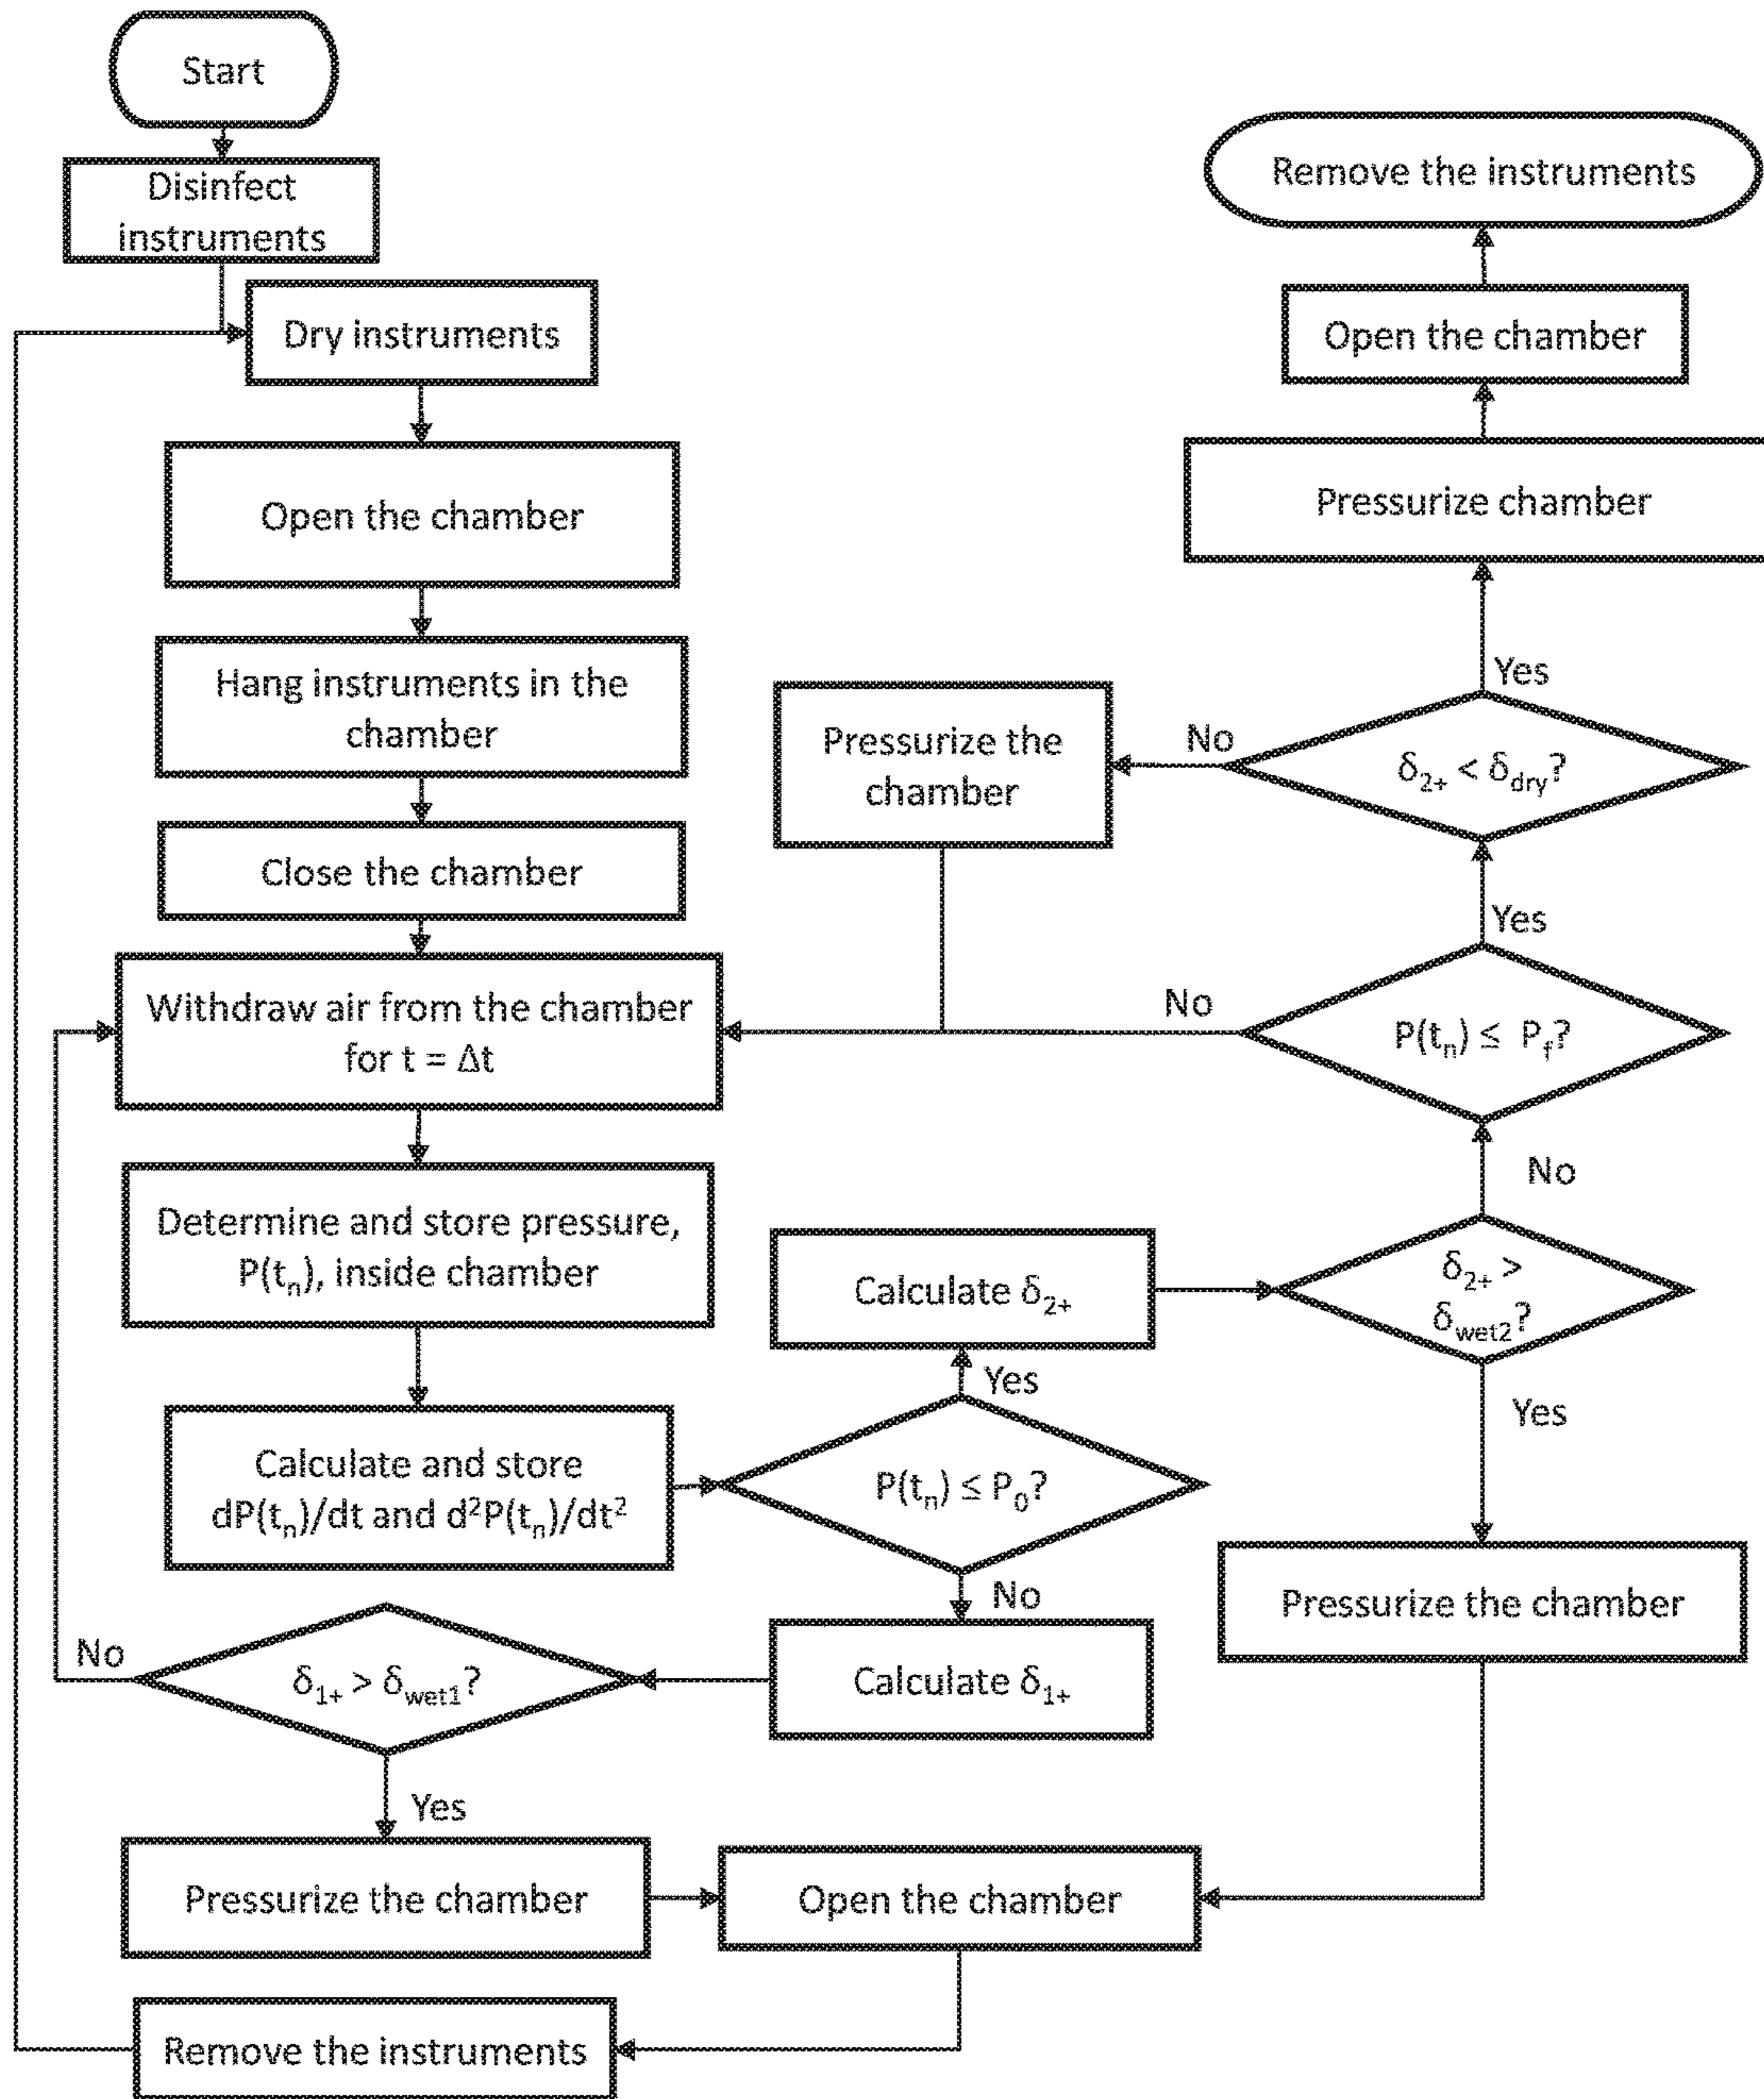 Start
Disinfect
instruments
Dry instruments
Open the chamber
Hang instruments in the
chamber
Close the chamber
Withdraw air from the chamber
for t = Δt
Determine and store pressure,
P(tₙ), inside chamber
Calculate and store
dP(tₙ)/dt and d²P(tₙ)/dt²
P(tₙ) ≤ P₀?
Yes
No
Calculate δ₁₊
δ₁₊ > δwet1?
No
Yes
Pressurize the chamber
Open the chamber
Remove the instruments
Calculate δ₂₊
δ₂₊ >
δwet2?
Yes
Pressurize the chamber
No
P(tₙ) ≤ Pf?
No
Yes
δ₂₊ < δdry?
No
Pressurize the
chamber
Yes
Pressurize chamber
Open the chamber
Remove the instruments